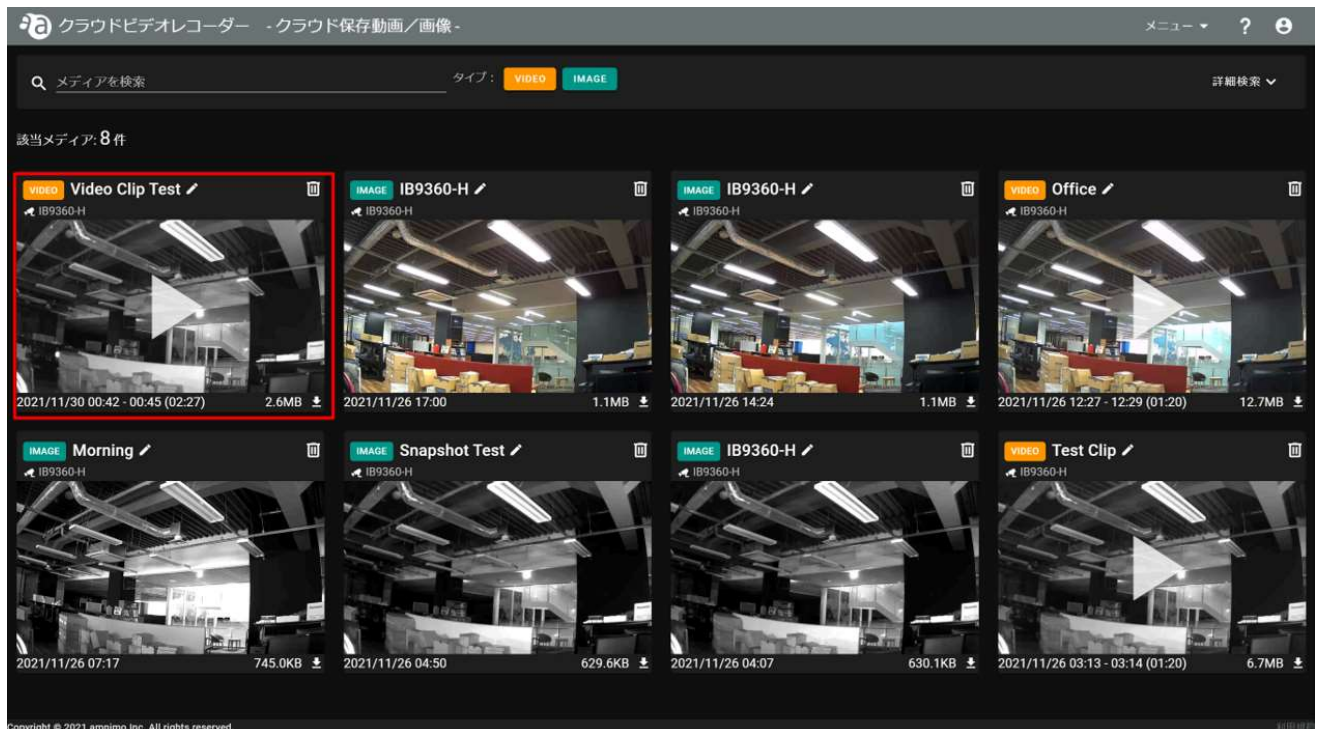 クラウドビデオレコーダー - クラウド保存動画/画像 - メニュー ?
メディアを検索 タイプ: VIDEO IMAGE 詳細検索
該当メディア: 8 件
VIDEO Video Clip Test
IB9360-H
2021/11/30 00:42 - 00:45 (02:27) 2.6MB
IMAGE IB9360-H
IB9360-H
2021/11/26 17:00 1.1MB
IMAGE IB9360-H
IB9360-H
2021/11/26 14:24 1.1MB
VIDEO Office
IB9360-H
2021/11/26 12:27 - 12:29 (01:20) 12.7MB
IMAGE Morning
IB9360-H
2021/11/26 07:17 745.0KB
IMAGE Snapshot Test
IB9360-H
2021/11/26 04:50 629.6KB
IMAGE IB9360-H
IB9360-H
2021/11/26 04:07 630.1KB
VIDEO Test Clip
IB9360-H
2021/11/26 03:13 - 03:14 (01:20) 6.7MB
Copyright © 2021 amnimo Inc. All rights reserved. 利用規約